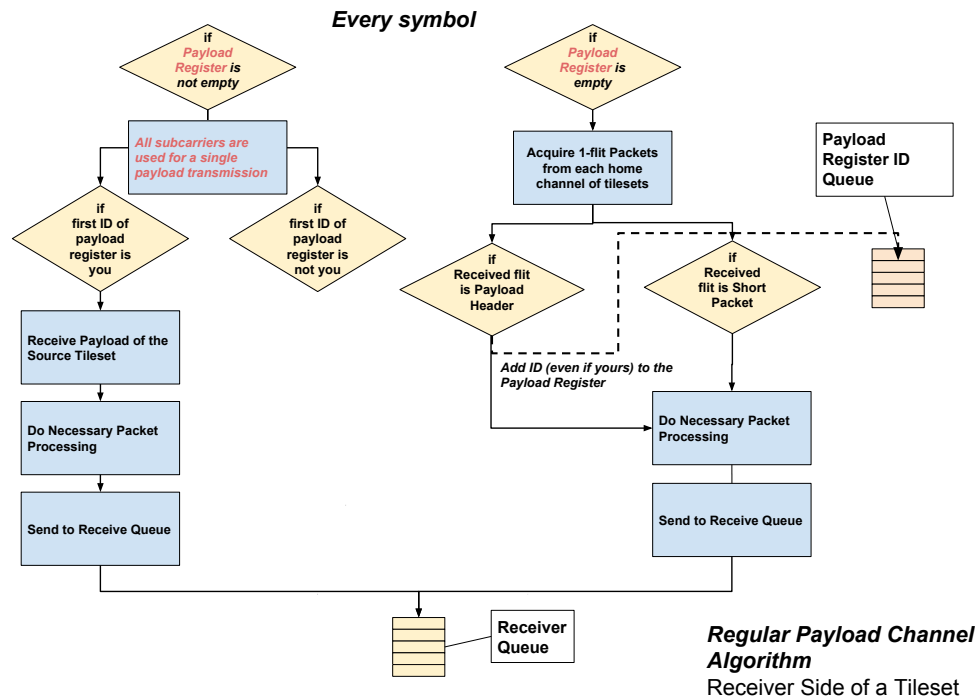 Every symbol
if
Payload
Register is
not empty
if
Payload
Register is
empty
All subcarriers are
used for a single
payload transmission
Acquire 1-flit Packets
from each home
channel of tilesets
Payload
Register ID
Queue
if
first ID of
payload
register is
you
if
first ID of
payload
register is
not you
if
Received flit
is Payload
Header
if
Received
flit is Short
Packet
Receive Payload of the
Source Tileset
Add ID (even if yours) to the
Payload Register
Do Necessary Packet
Processing
Do Necessary Packet
Processing
Send to Receive Queue
Send to Receive Queue
Receiver
Queue
Regular Payload Channel
Algorithm
Receiver Side of a Tileset